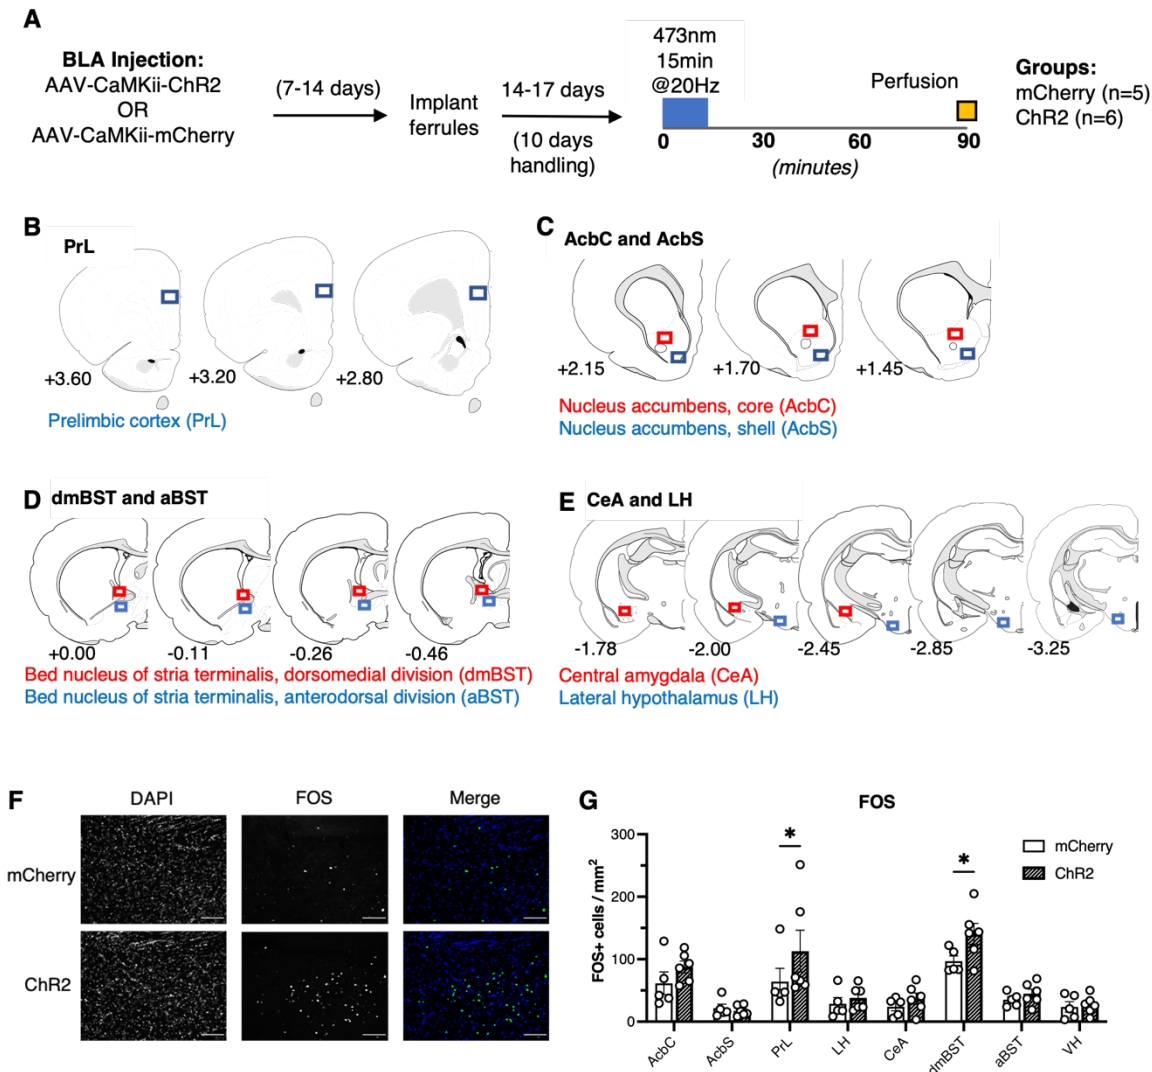 A
BLA Injection:
AAV-CaMKii-ChR2
OR
AAV-CaMKii-mCherry
(7-14 days)
Implant
ferrules
14-17 days
(10 days
handling)
473nm
15min
@20Hz
Perfusion
0
30
60
90
(minutes)
Groups:
mCherry (n=5)
ChR2 (n=6)
B
PrL
+3.60
+3.20
+2.80
Prelimbic cortex (PrL)
C
AcbC and AcbS
+2.15
+1.70
+1.45
Nucleus accumbens, core (AcbC)
Nucleus accumbens, shell (AcbS)
D
dmBST and aBST
+0.00
-0.11
-0.26
-0.46
Bed nucleus of stria terminalis, dorsomedial division (dmBST)
Bed nucleus of stria terminalis, anterodorsal division (aBST)
E
CeA and LH
-1.78
-2.00
-2.45
-2.85
-3.25
Central amygdala (CeA)
Lateral hypothalamus (LH)
F
DAPI
FOS
Merge
mCherry
ChR2
G
FOS
FOS+ cells / mm²
300
200
100
0
*
*
mCherry
ChR2
AcbC
AcbS
PrL
LH
CeA
dmBST
aBST
VH